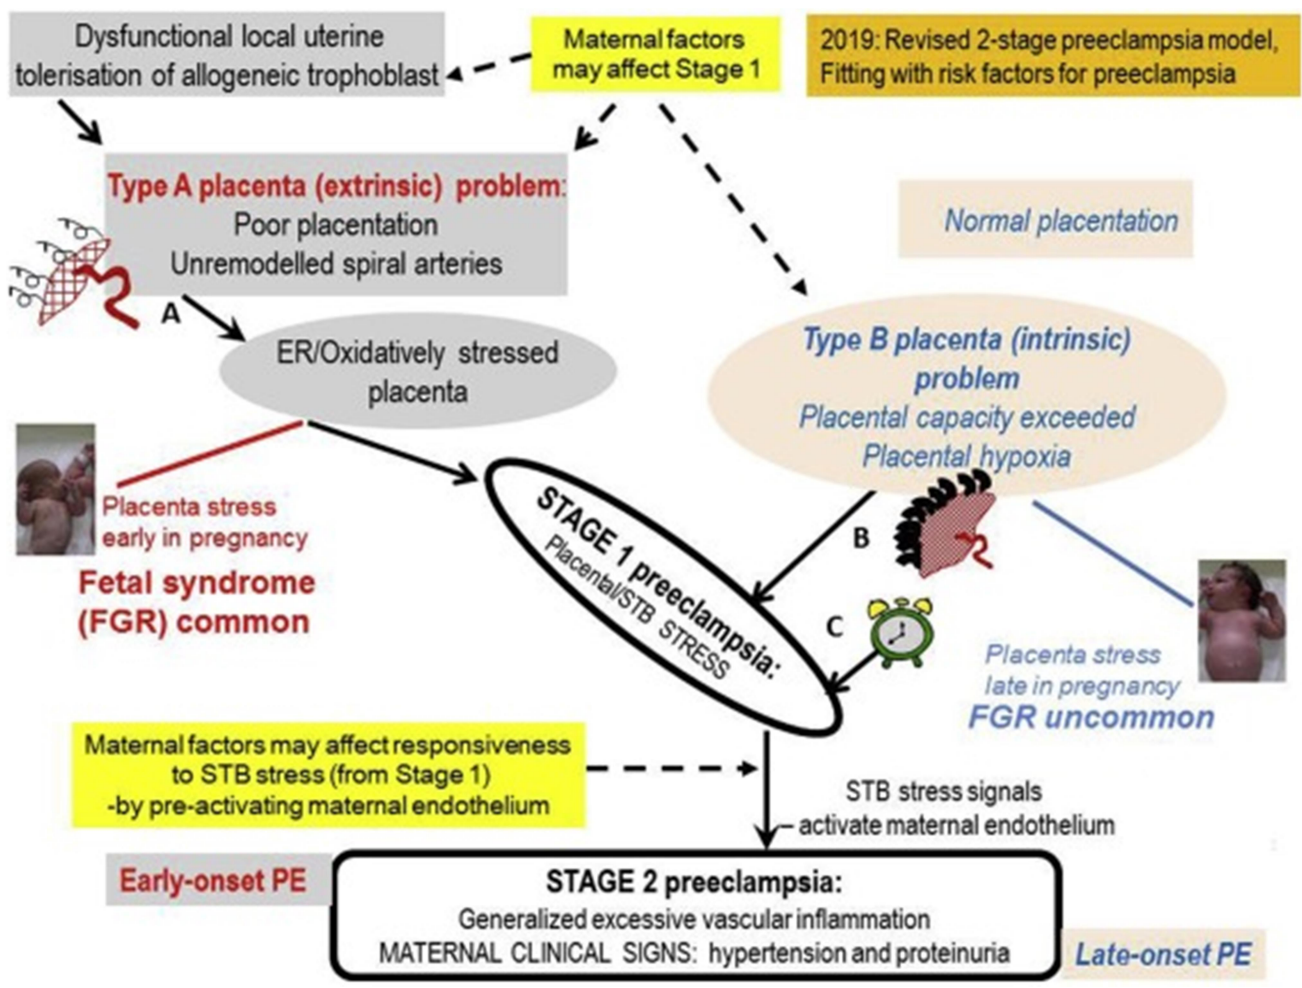 Dysfunctional local uterine
tolerisation of allogeneic trophoblast
Maternal factors
may affect Stage 1
2019: Revised 2-stage preeclampsia model,
Fitting with risk factors for preeclampsia
Type A placenta (extrinsic) problem:
Poor placentation
Unremodelled spiral arteries
Normal placentation
A
ER/Oxidatively stressed
placenta
Type B placenta (intrinsic)
problem
Placental capacity exceeded
Placental hypoxia
Placenta stress
early in pregnancy
Fetal syndrome
(FGR) common
STAGE 1 preeclampsia:
Placental/STB STRESS
B
C
Placenta stress
late in pregnancy
FGR uncommon
Maternal factors may affect responsiveness
to STB stress (from Stage 1)
-by pre-activating maternal endothelium
STB stress signals
– activate maternal endothelium
Early-onset PE
STAGE 2 preeclampsia:
Generalized excessive vascular inflammation
MATERNAL CLINICAL SIGNS: hypertension and proteinuria
Late-onset PE